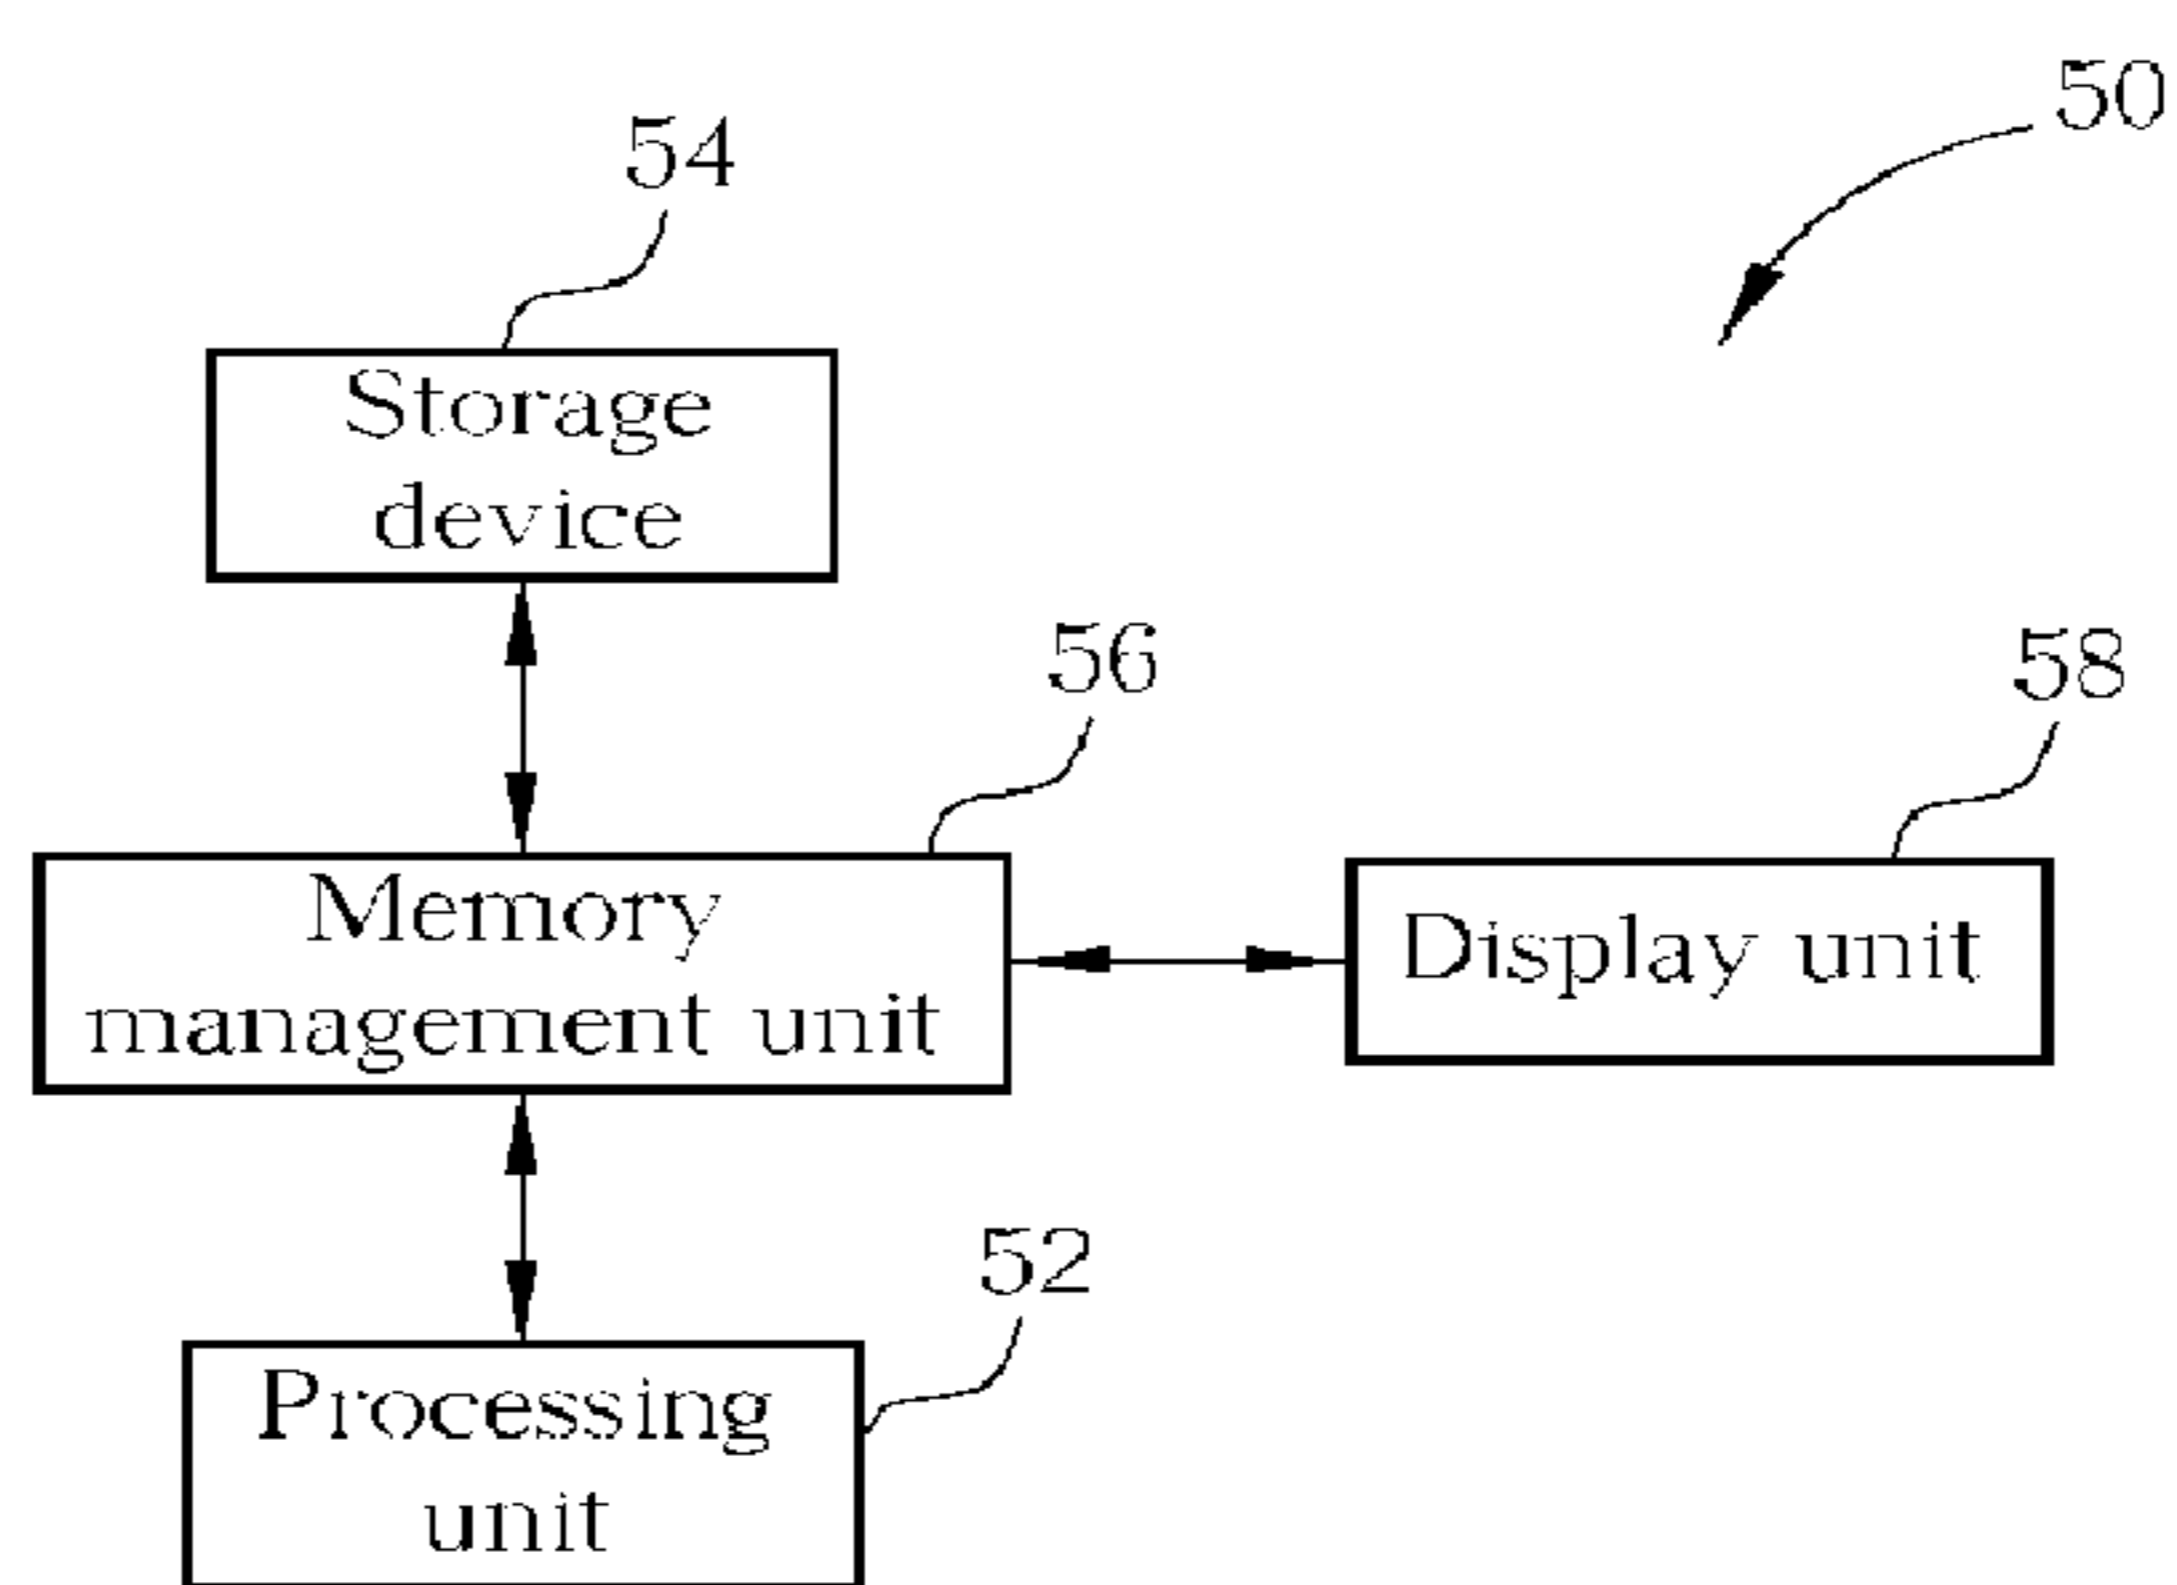 50
54
Storage
device
56
58
Memory
management unit
Display unit
52
Processing
unit